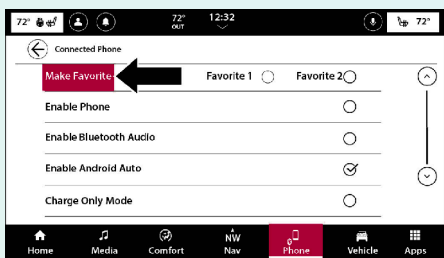 72° 72° OUT 12:32 72°
Connected Phone
Make Favorite Favorite 1 Favorite 2
Enable Phone
Enable Bluetooth Audio
Enable Android Auto
Charge Only Mode
NW
Home Media Comfort Nav Phone Vehicle Apps